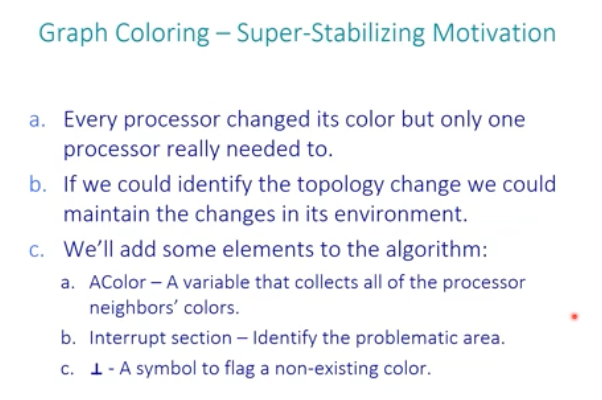 Graph Coloring – Super-Stabilizing Motivation
a. Every processor changed its color but only one
processor really needed to.
b. If we could identify the topology change we could
maintain the changes in its environment.
c. We'll add some elements to the algorithm:
a. AColor – A variable that collects all of the processor
neighbors' colors.
b. Interrupt section – Identify the problematic area.
c. ⊥ - A symbol to flag a non-existing color.